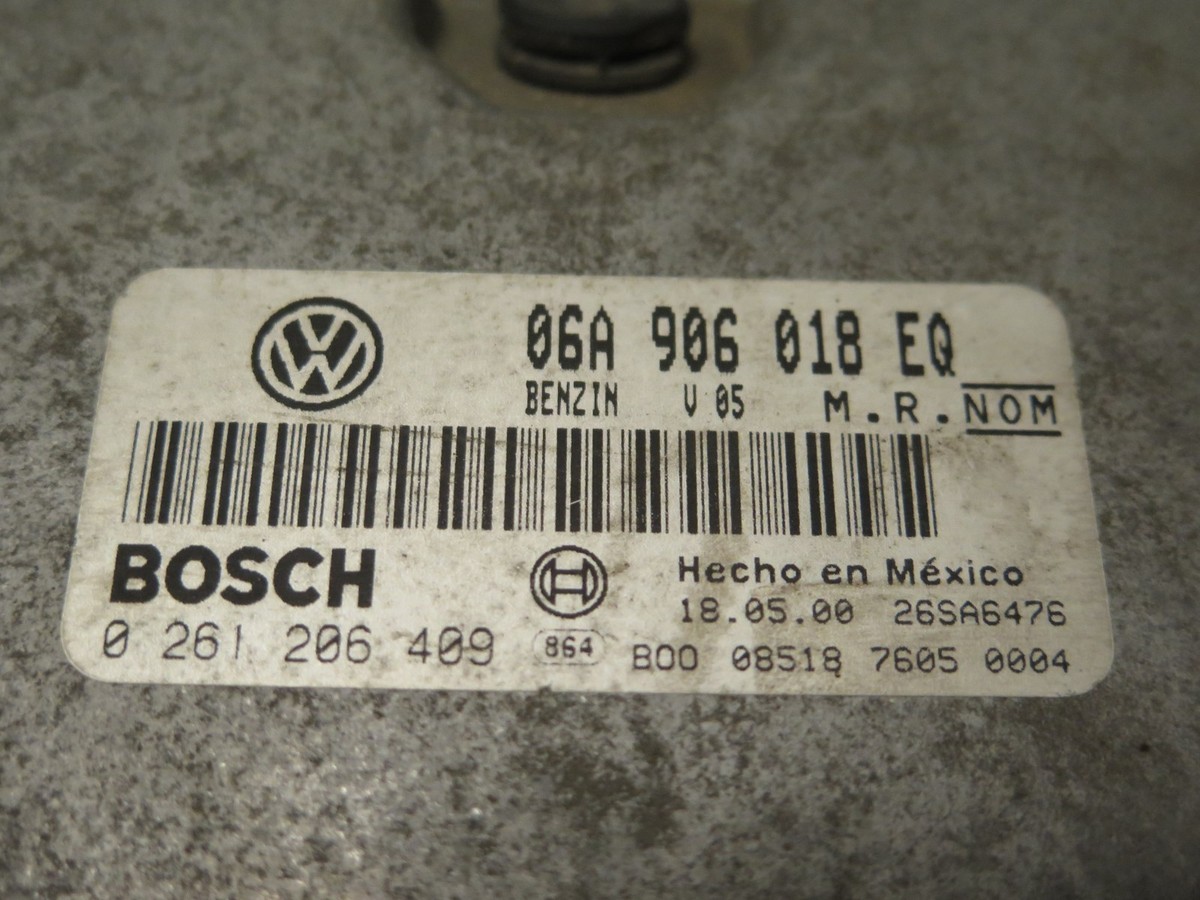 06A 906 018 EQ
BENZIN V 05 M.R.NOM
BOSCH
Hecho en México
18.05.00 26SA6476
0 261 206 409 864 B00 08518 7605 0004